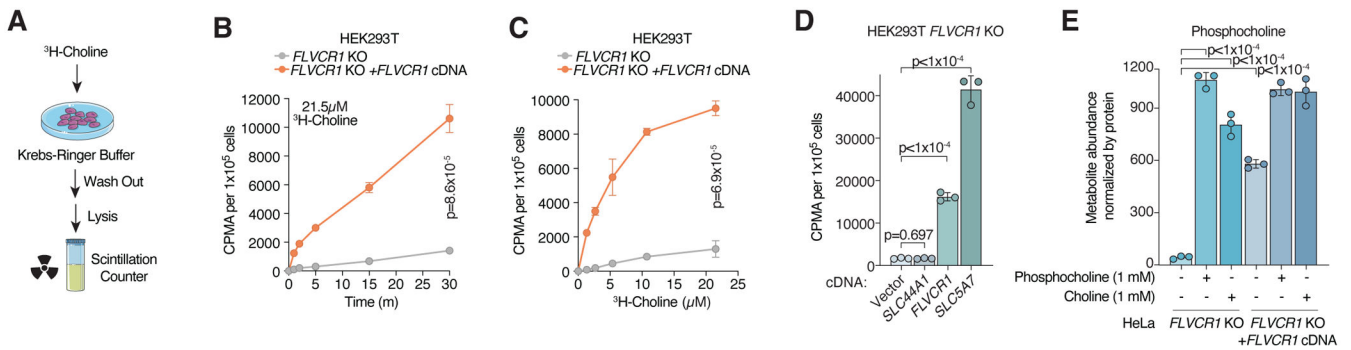 A
³H-Choline
Krebs-Ringer Buffer
Wash Out
Lysis
Scintillation
Counter
B
HEK293T
FLVCR1 KO
FLVCR1 KO +FLVCR1 cDNA
21.5µM
³H-Choline
p=8.6x10⁻⁵
CPMA per 1x10⁵ cells
12000
10000
8000
6000
4000
2000
0
0 5 10 15 20 25 30
Time (m)
C
HEK293T
FLVCR1 KO
FLVCR1 KO +FLVCR1 cDNA
p=6.9x10⁻⁵
CPMA per 1x10⁵ cells
10000
8000
6000
4000
2000
0
0 5 10 15 20 25
³H-Choline (µM)
D
HEK293T FLVCR1 KO
p<1x10⁻⁴
p<1x10⁻⁴
p=0.697
CPMA per 1x10⁵ cells
40000
30000
20000
10000
0
cDNA:
Vector
SLC44A1
FLVCR1
SLC5A7
E
Phosphocholine
p<1x10⁻⁴
p<1x10⁻⁴
p<1x10⁻⁴
Metabolite abundance
normalized by protein
1200
900
600
300
0
Phosphocholine (1 mM) - + - - + -
Choline (1 mM) - - + - - +
HeLa FLVCR1 KO FLVCR1 KO
+FLVCR1 cDNA